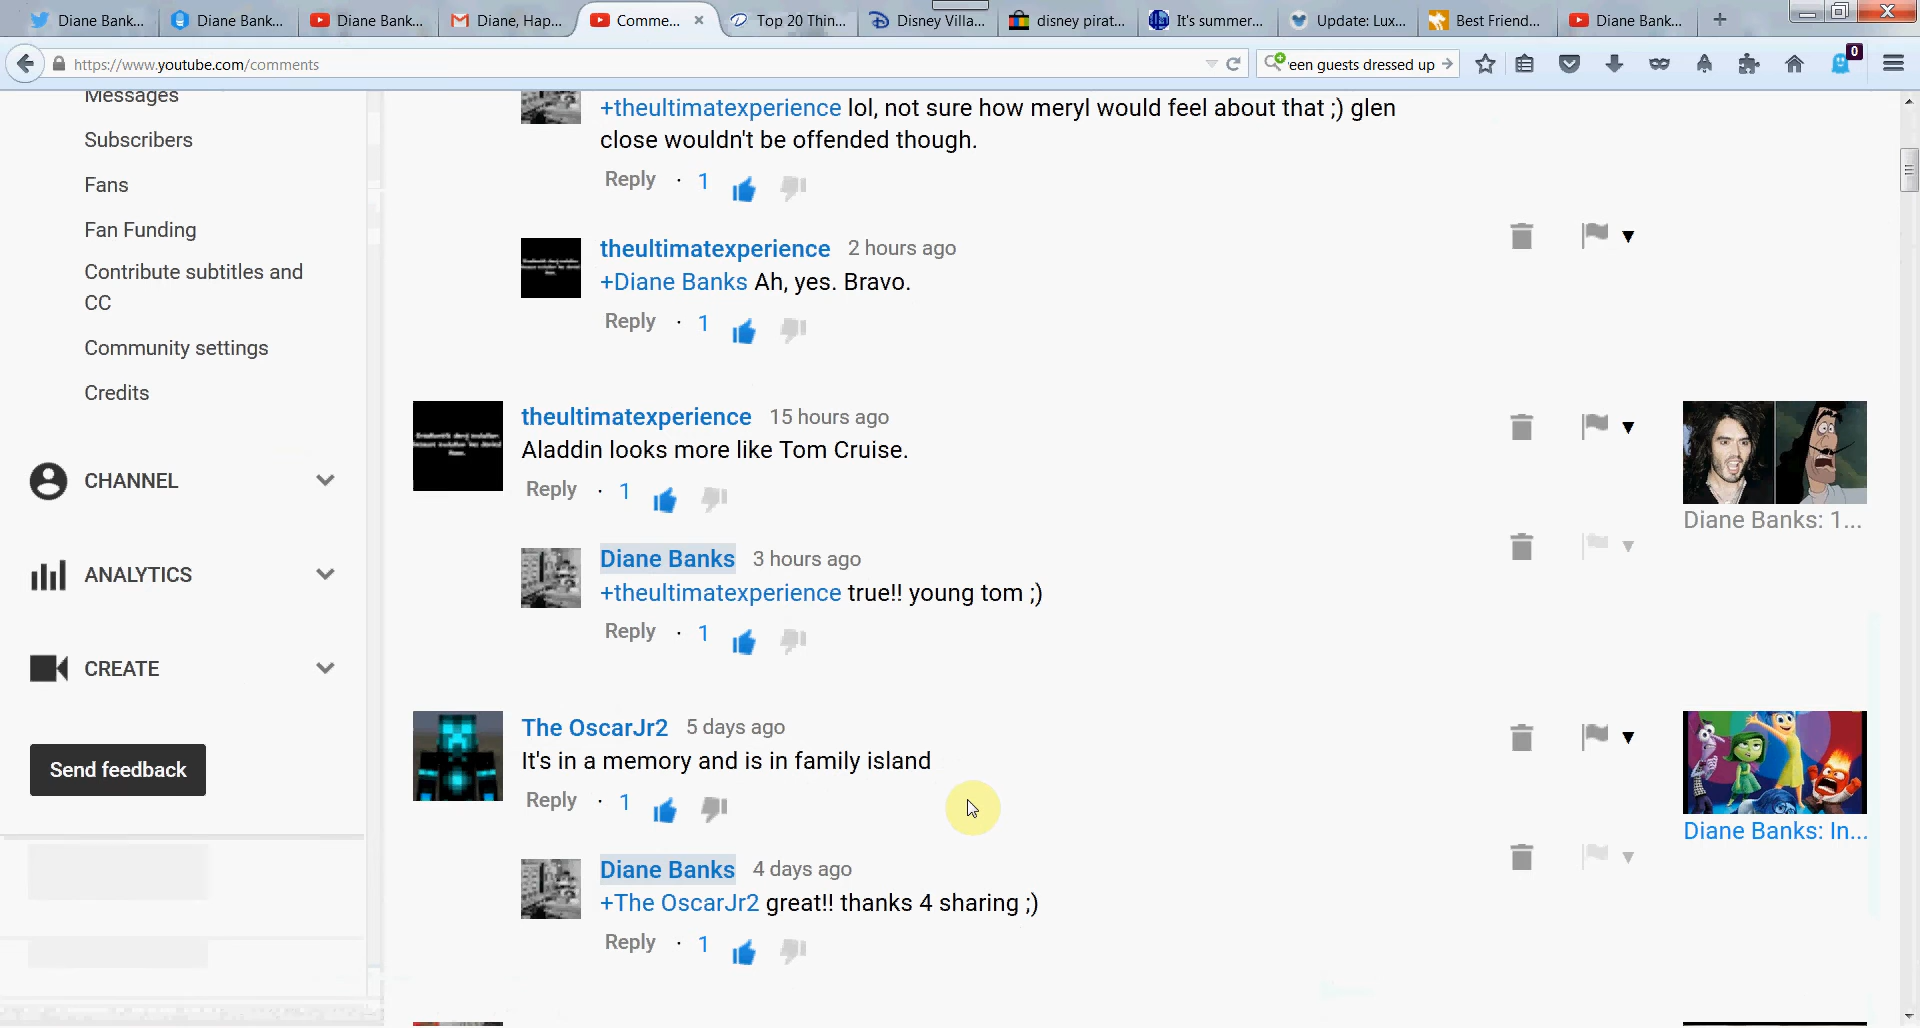 Diane Bank...
Diane Bank...
Diane Bank...
Diane, Hap...
Comme...
Top 20 Thin...
Disney Villa...
disney pirat...
It's summer...
Update: Lux...
Best Friend...
Diane Bank...
https://www.youtube.com/comments
een guests dressed up
0
Messages
Subscribers
Fans
Fan Funding
Contribute subtitles and
CC
Community settings
Credits
CHANNEL
ANALYTICS
CREATE
Send feedback
+theultimatexperience lol, not sure how meryl would feel about that ;) glen
close wouldn't be offended though.
Reply · 1
theultimatexperience 2 hours ago
+Diane Banks Ah, yes. Bravo.
Reply · 1
theultimatexperience 15 hours ago
Aladdin looks more like Tom Cruise.
Reply · 1
Diane Banks: 1...
Diane Banks 3 hours ago
+theultimatexperience true!! young tom ;)
Reply · 1
The OscarJr2 5 days ago
It's in a memory and is in family island
Reply · 1
Diane Banks: In...
Diane Banks 4 days ago
+The OscarJr2 great!! thanks 4 sharing ;)
Reply · 1